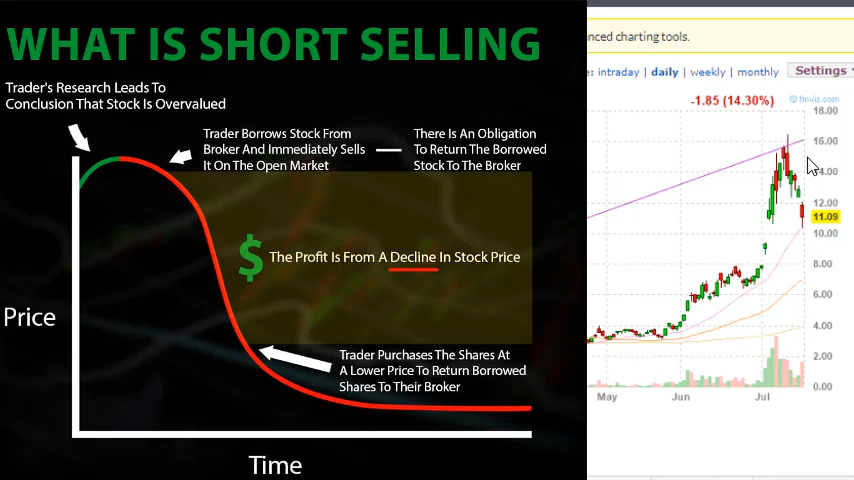 WHAT IS SHORT SELLING
Trader's Research Leads To
Conclusion That Stock Is Overvalued
Trader Borrows Stock From
Broker And Immediately Sells
It On The Open Market
There Is An Obligation
To Return The Borrowed
Stock To The Broker
$
The Profit Is From A Decline In Stock Price
Price
Trader Purchases The Shares At
A Lower Price To Return Borrowed
Shares To Their Broker
Time
nced charting tools.
e: intraday | daily | weekly | monthly
Settings
-1.85 (14.30%)
© finviz.com
18.00
16.00
14.00
12.00
11.09
10.00
8.00
6.00
4.00
2.00
0.00
May
Jun
Jul